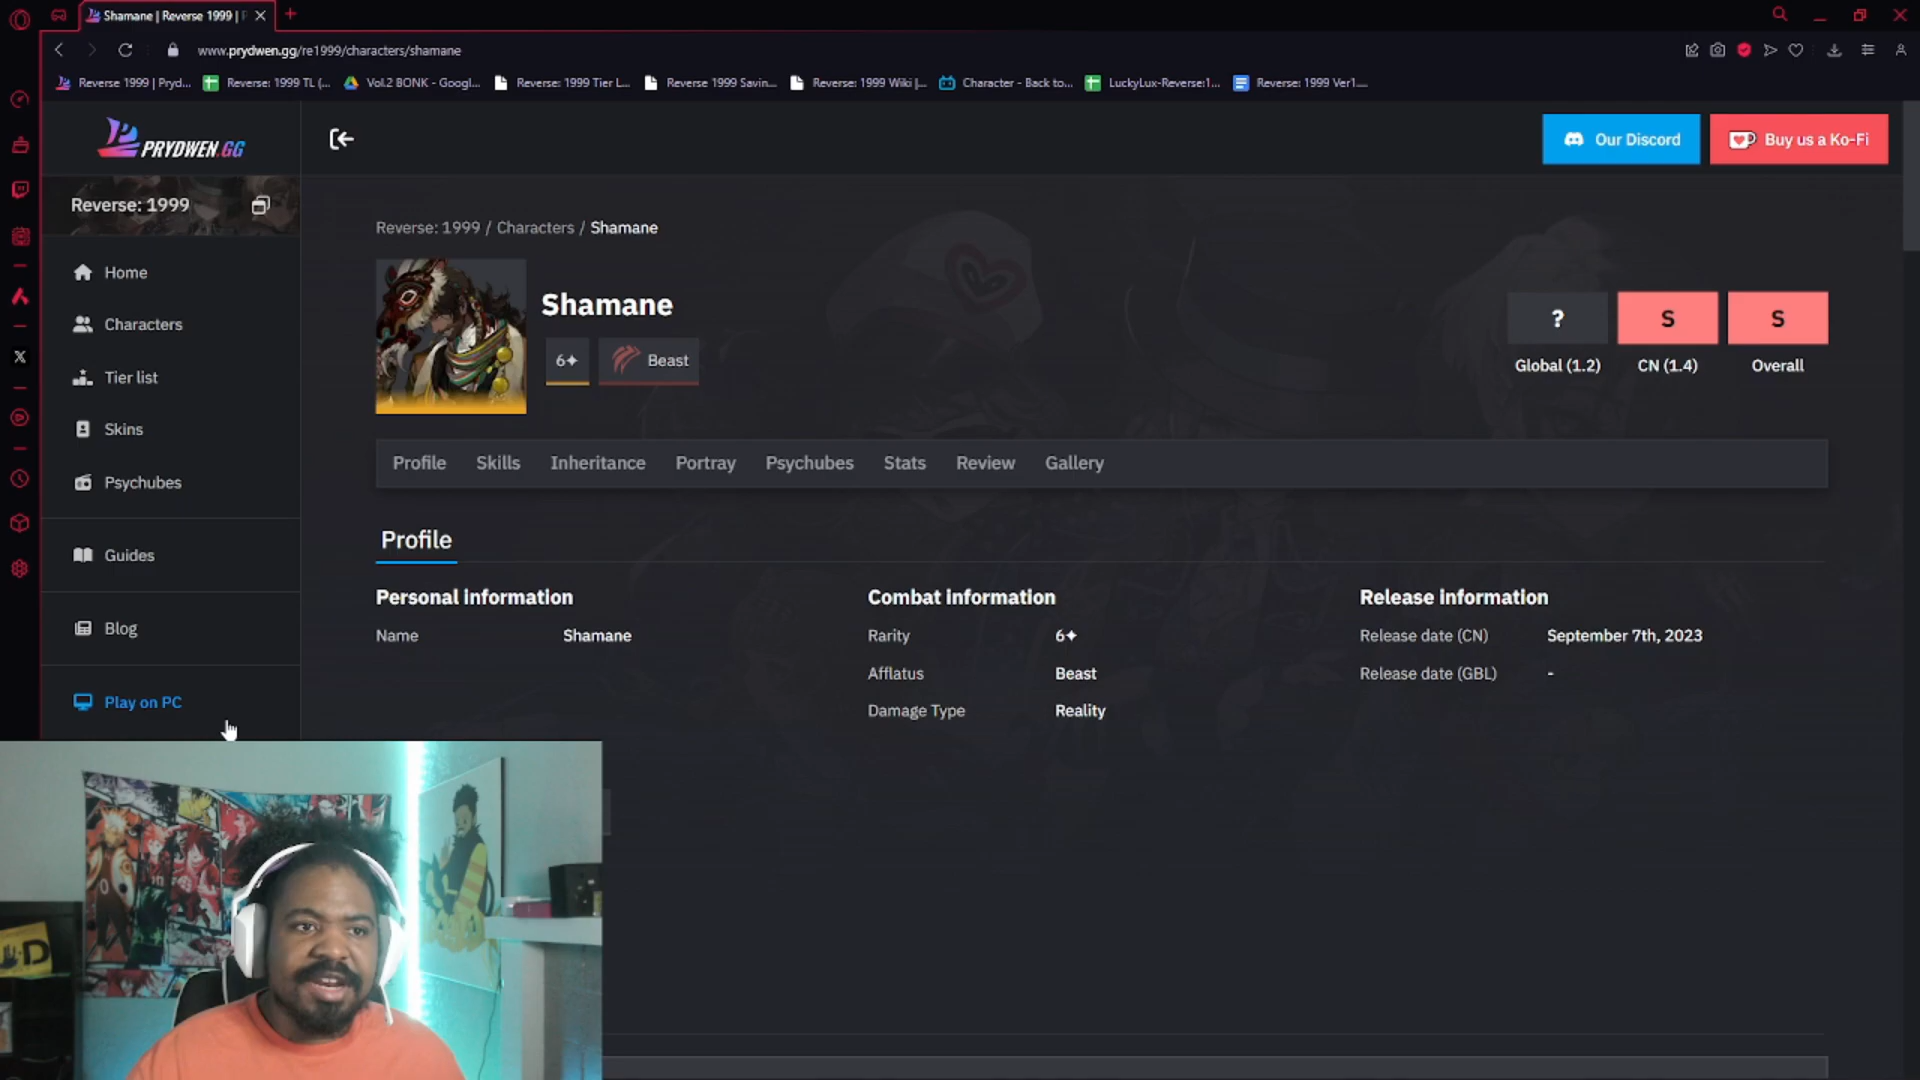 Shamane | Reverse 1999 | P
www.prydwen.gg/re1999/characters/shamane
Reverse 1999 | Pryd...
Reverse: 1999 TL (...
Vol.2 BONK - Googl...
Reverse: 1999 Tier L...
Reverse 1999 Savin...
Reverse: 1999 Wiki |...
Character - Back to...
LuckyLux-Reverse:1...
Reverse: 1999 Ver1....
PRYDWEN.GG
Our Discord
Buy us a Ko-Fi
Reverse: 1999
Home
Characters
Tier list
Skins
Psychubes
Guides
Blog
Play on PC
Reverse: 1999 / Characters / Shamane
Shamane
6✦
Beast
?
S
S
Global (1.2)
CN (1.4)
Overall
Profile Skills Inheritance Portray Psychubes Stats Review Gallery
Profile
Personal information
Name Shamane
Combat information
Rarity 6✦
Afflatus Beast
Damage Type Reality
Release information
Release date (CN) September 7th, 2023
Release date (GBL) -